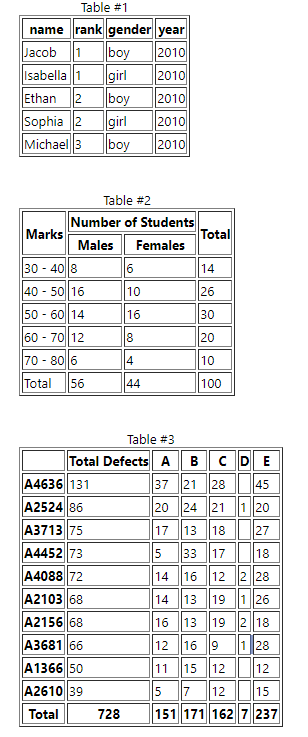 Table #1
name rank gender year
Jacob 1 boy 2010
Isabella 1 girl 2010
Ethan 2 boy 2010
Sophia 2 girl 2010
Michael 3 boy 2010
Table #2
Marks Number of Students Total
Males Females
30 - 40 8 6 14
40 - 50 16 10 26
50 - 60 14 16 30
60 - 70 12 8 20
70 - 80 6 4 10
Total 56 44 100
Table #3
Total Defects A B C D E
A4636 131 37 21 28 45
A2524 86 20 24 21 1 20
A3713 75 17 13 18 27
A4452 73 5 33 17 18
A4088 72 14 16 12 2 28
A2103 68 14 13 19 1 26
A2156 68 16 13 19 2 18
A3681 66 12 16 9 1 28
A1366 50 11 15 12 12
A2610 39 5 7 12 15
Total 728 151 171 162 7 237